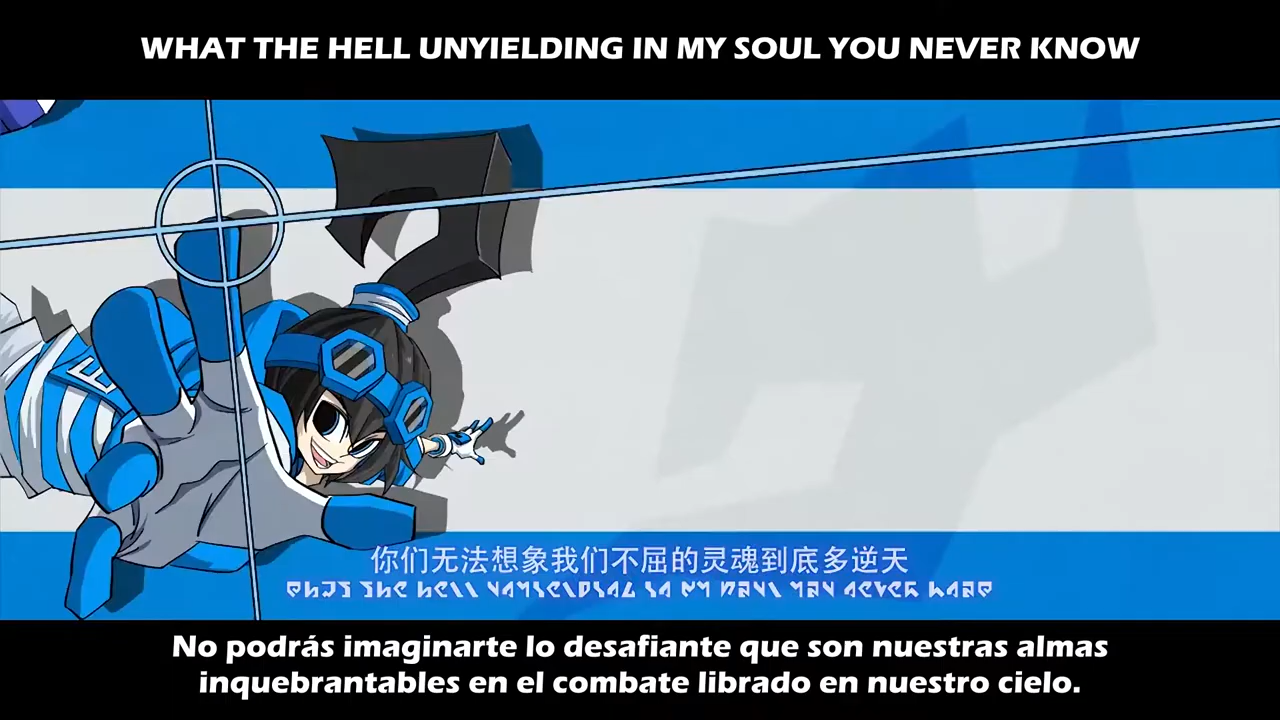 WHAT THE HELL UNYIELDING IN MY SOUL YOU NEVER KNOW
E
你们无法想象我们不屈的灵魂到底多逆天
No podrás imaginarte lo desafiante que son nuestras almas
inquebrantables en el combate librado en nuestro cielo.